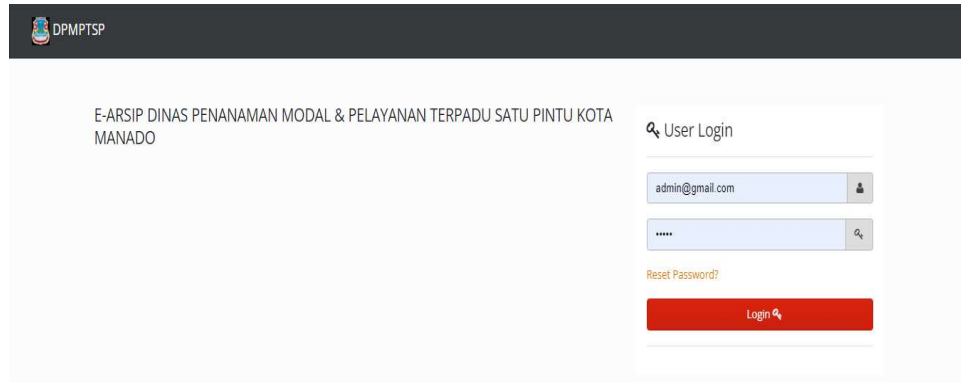 DPMPTSP
E-ARSIP DINAS PENANAMAN MODAL & PELAYANAN TERPADU SATU PINTU KOTA
MANADO
User Login
admin@gmail.com
•••••
Reset Password?
Login